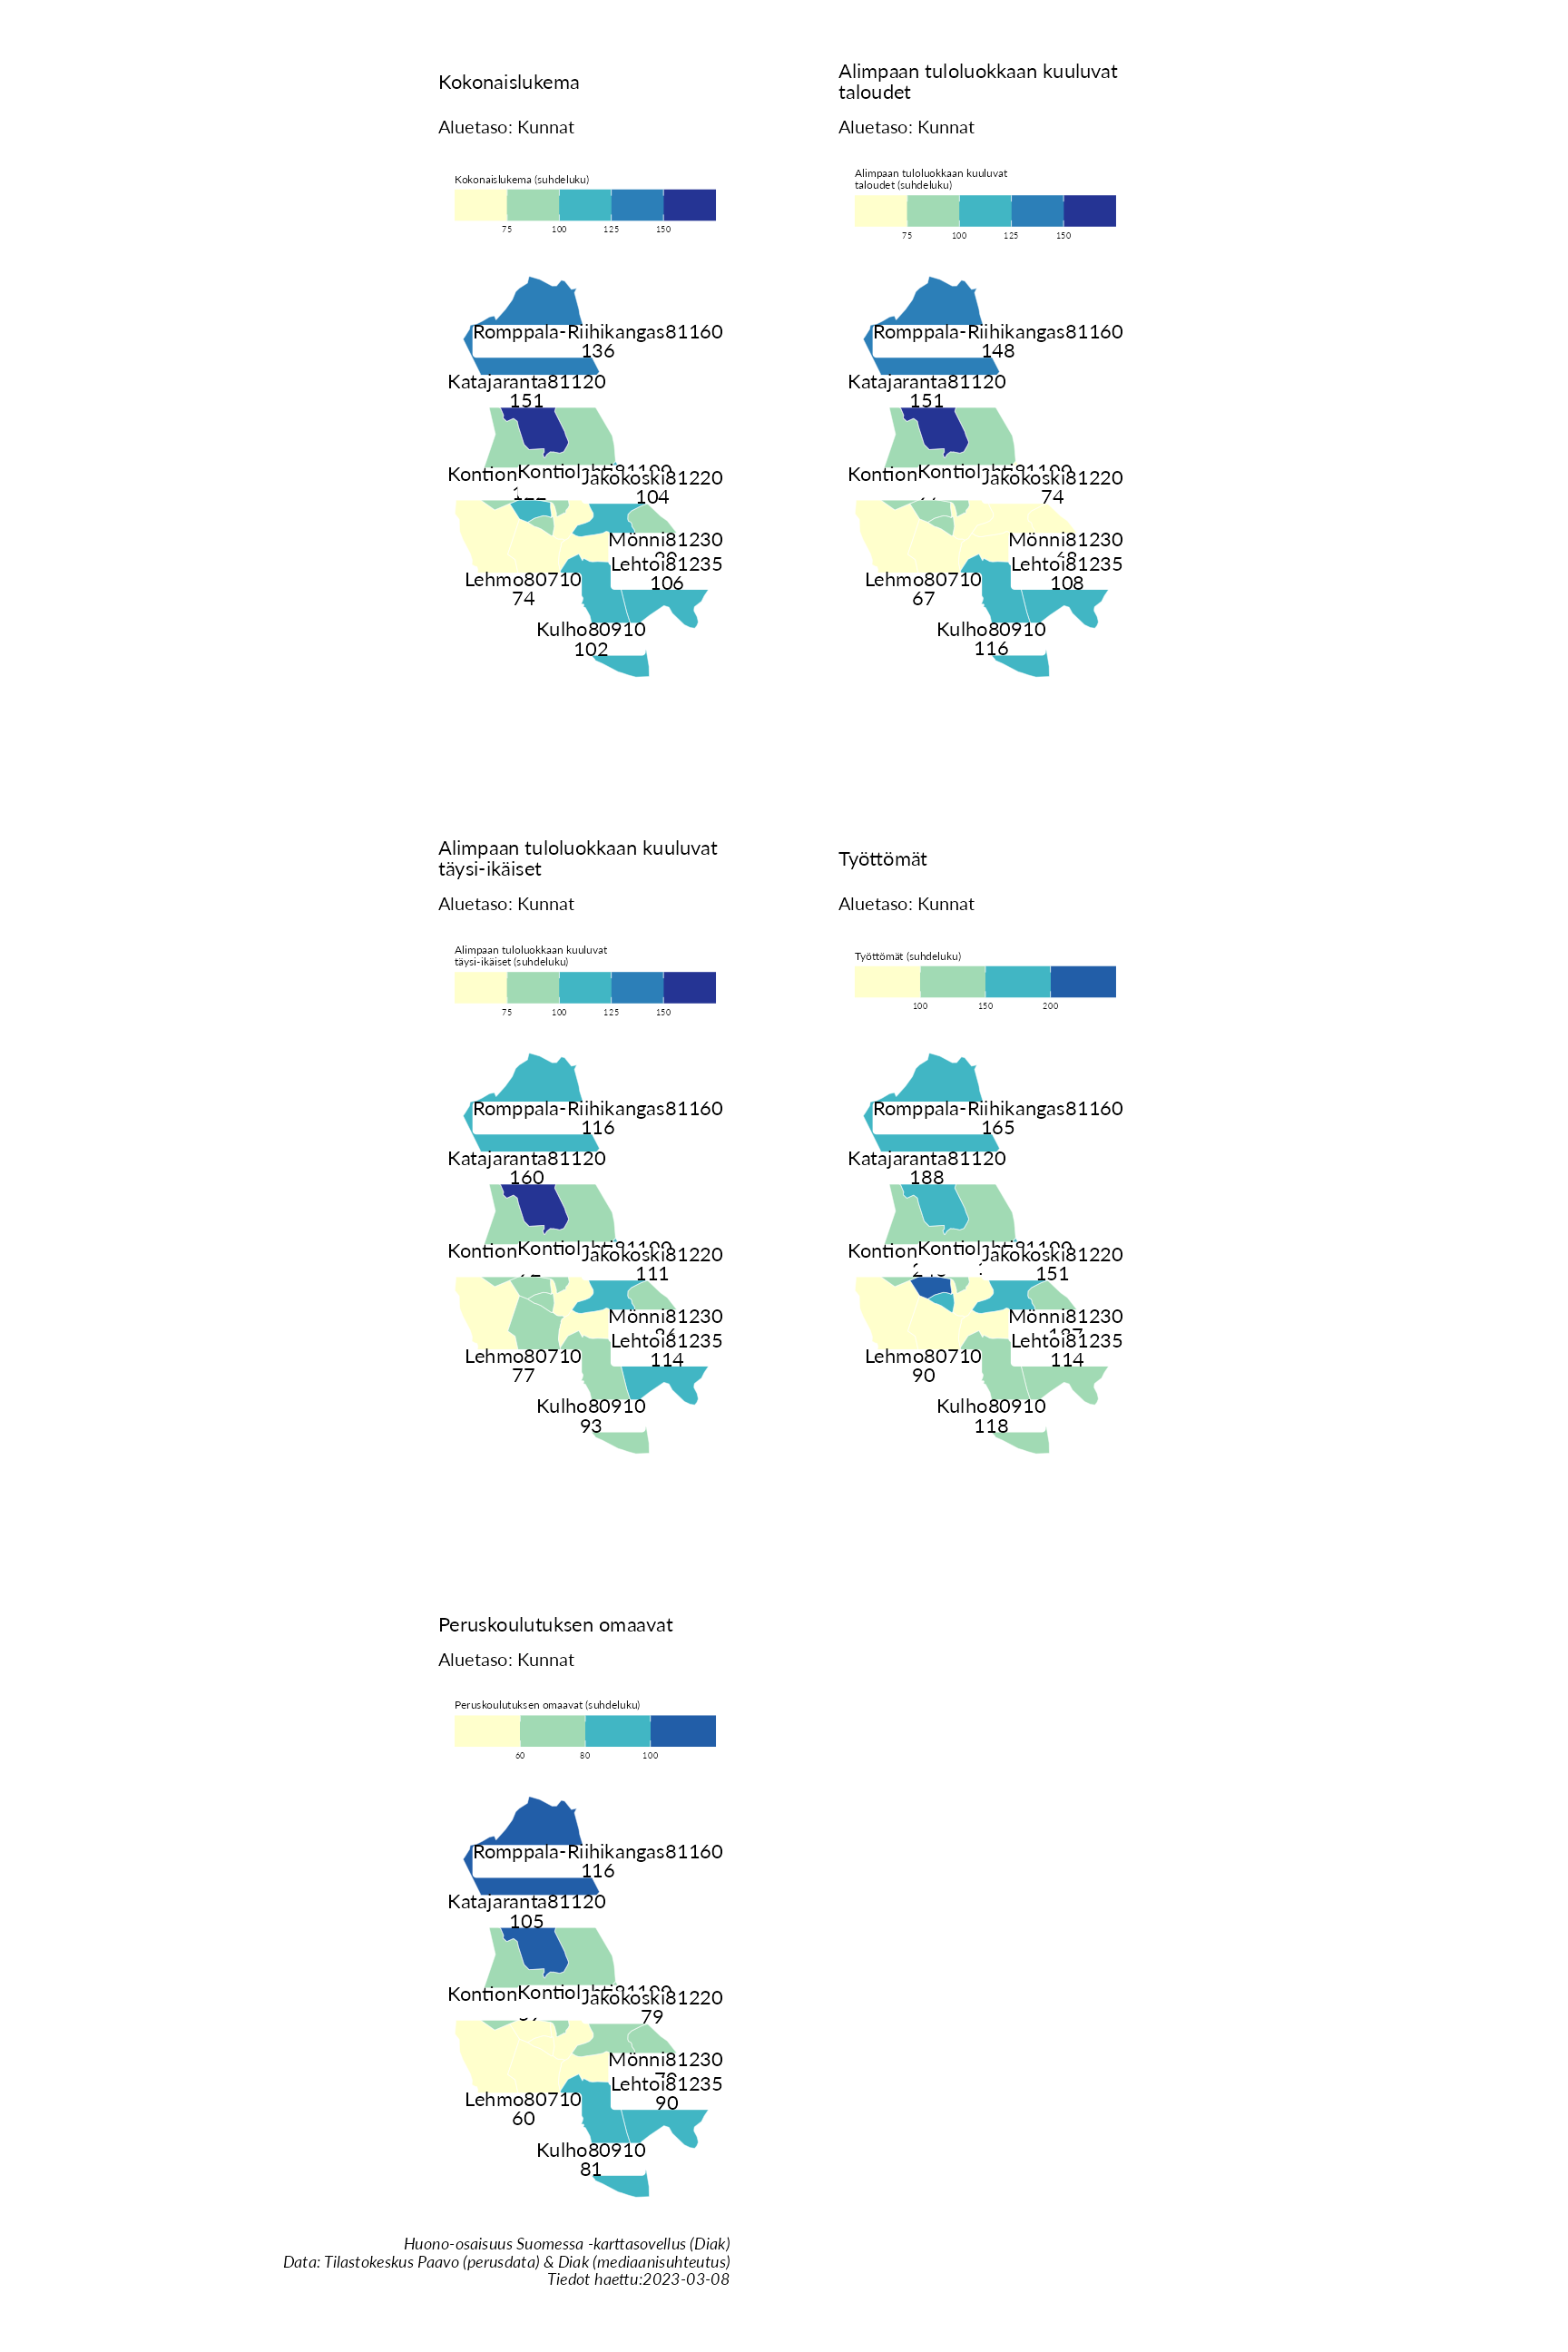 Kokonaislukema
Aluetaso: Kunnat
Kokonaislukema (suhdeluku)
75 100 125 150
Romppala-Riihikangas81160
136
Katajaranta81120
151
Kontion
Jakokoski81220
104
Mönni81230
Lehtoi81235
106
Lehmo80710
74
Kulho80910
102
Alimpaan tuloluokkaan kuuluvat
taloudet
Aluetaso: Kunnat
Alimpaan tuloluokkaan kuuluvat
taloudet (suhdeluku)
75 100 125 150
Romppala-Riihikangas81160
148
Katajaranta81120
151
Kontion
Jakokoski81220
74
Mönni81230
Lehtoi81235
108
Lehmo80710
67
Kulho80910
116
Alimpaan tuloluokkaan kuuluvat
täysi-ikäiset
Aluetaso: Kunnat
Alimpaan tuloluokkaan kuuluvat
täysi-ikäiset (suhdeluku)
75 100 125 150
Romppala-Riihikangas81160
116
Katajaranta81120
160
Kontion
Jakokoski81220
111
Mönni81230
Lehtoi81235
114
Lehmo80710
77
Kulho80910
93
Työttömät
Aluetaso: Kunnat
Työttömät (suhdeluku)
100 150 200
Romppala-Riihikangas81160
165
Katajaranta81120
188
Kontion
Jakokoski81220
151
Mönni81230
Lehtoi81235
114
Lehmo80710
90
Kulho80910
118
Peruskoulutuksen omaavat
Aluetaso: Kunnat
Peruskoulutuksen omaavat (suhdeluku)
60 80 100
Romppala-Riihikangas81160
116
Katajaranta81120
105
Kontion
Jakokoski81220
79
Mönni81230
Lehtoi81235
90
Lehmo80710
60
Kulho80910
81
Huono-osaisuus Suomessa -karttasovellus (Diak)
Data: Tilastokeskus Paavo (perusdata) & Diak (mediaanisuhteutus)
Tiedot haettu:2023-03-08